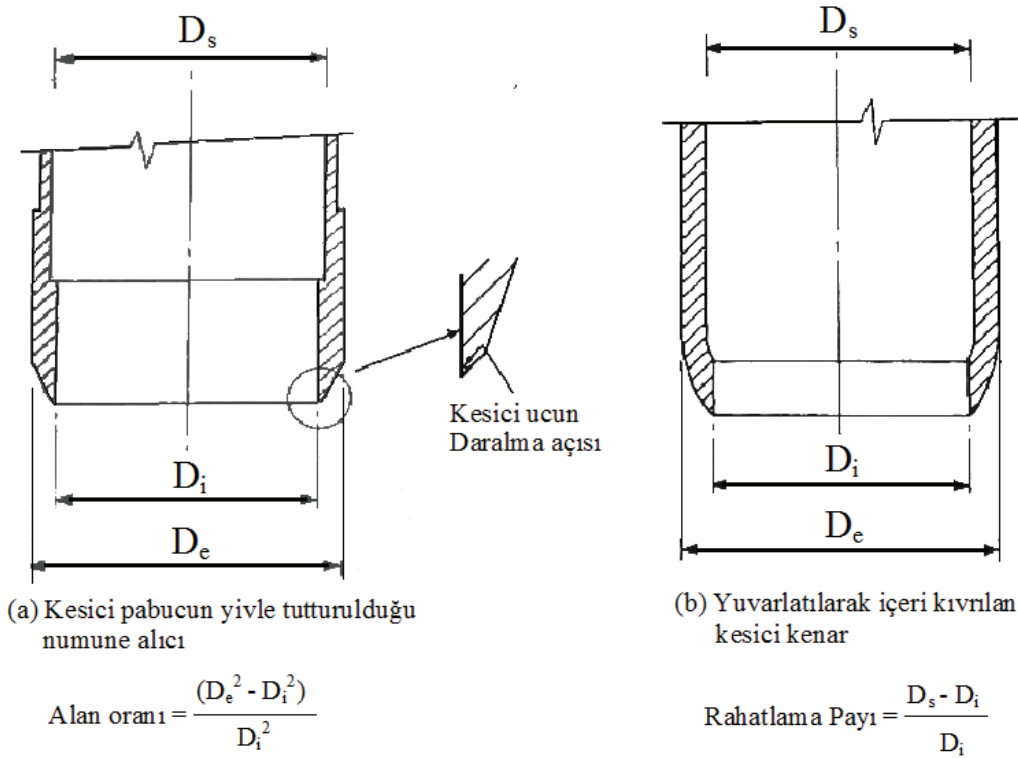 Dₛ
Dₛ
Kesici ucun
Daralma açısı
Dᵢ
Dₑ
Dᵢ
Dₑ
(a) Kesici pabucun yivle tutturulduğu
numune alıcı
(b) Yuvarlatılarak içeri kıvrılan
kesici kenar
Alan oranı = (Dₑ² - Dᵢ²) / Dᵢ²
Rahatlama Payı = Dₛ - Dᵢ / Dᵢ